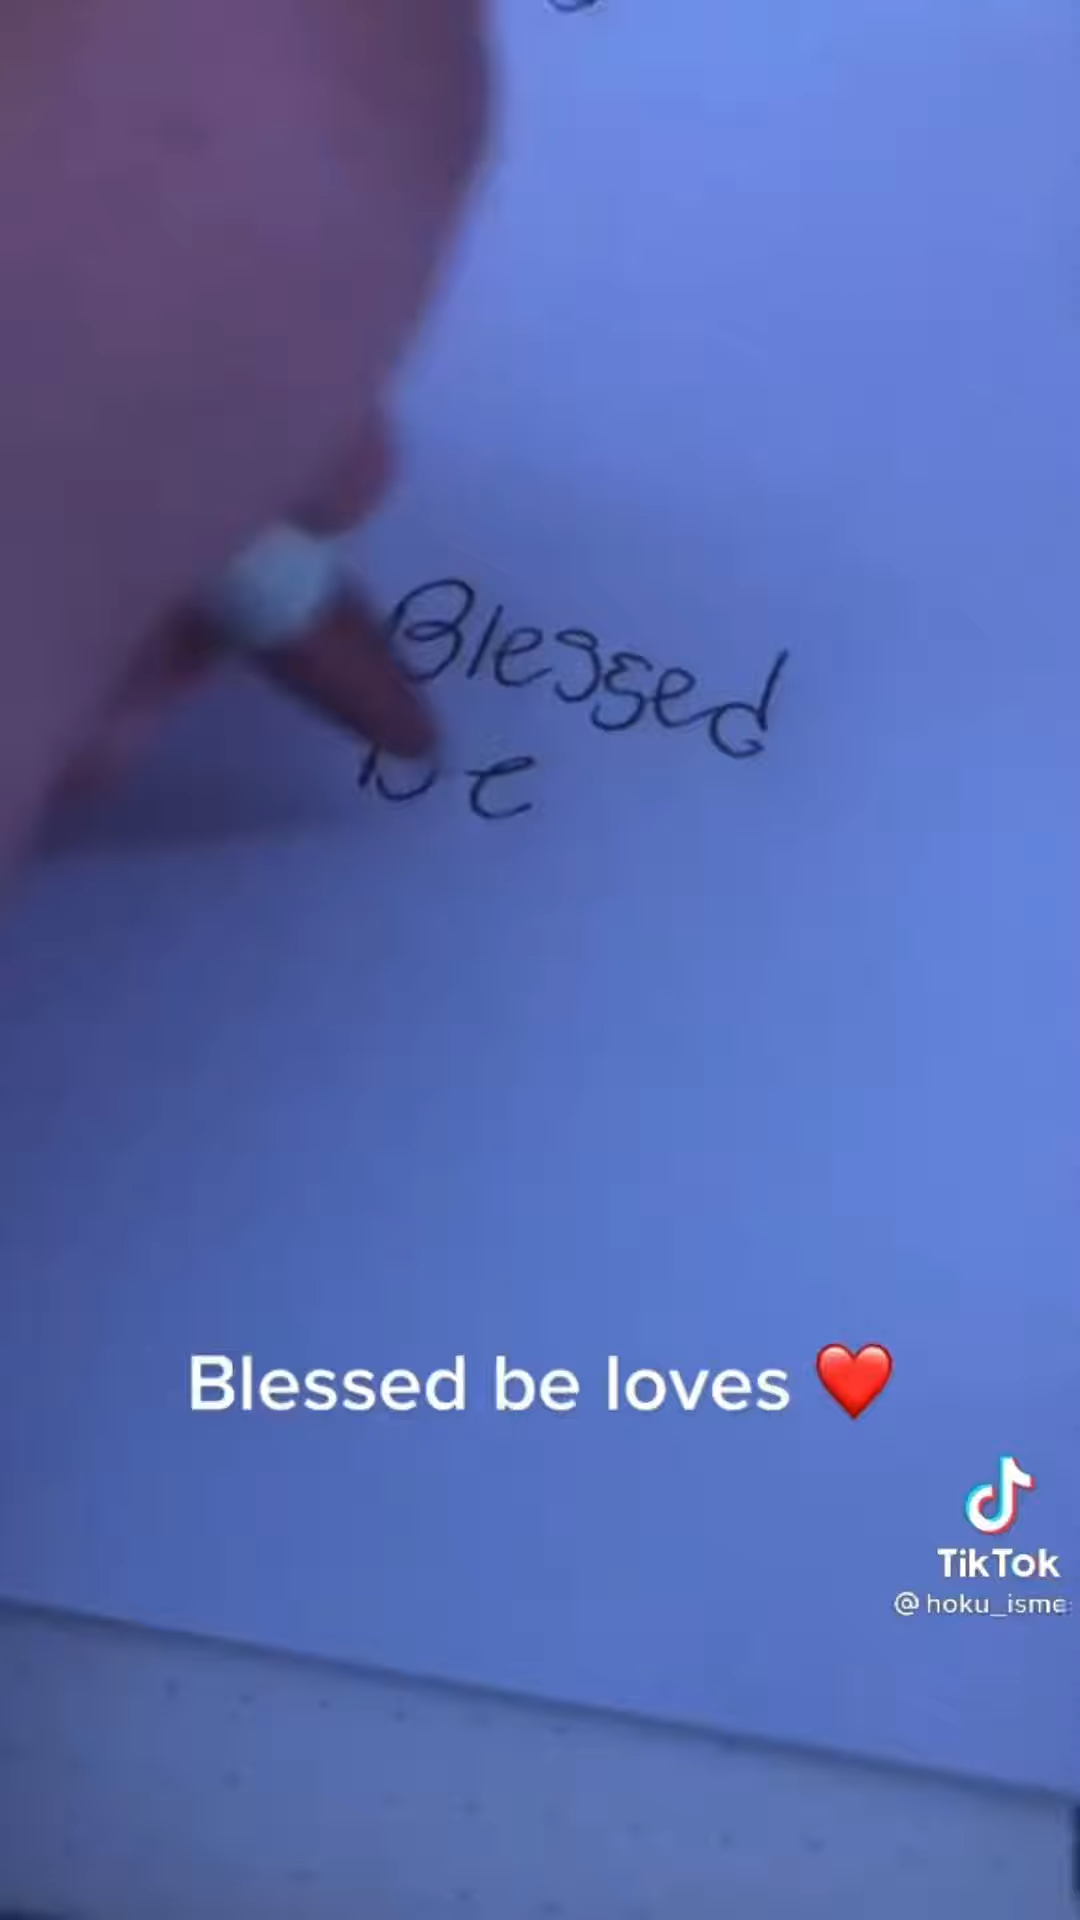 Blessed
be
Blessed be loves ❤️
TikTok
@hoku_isme